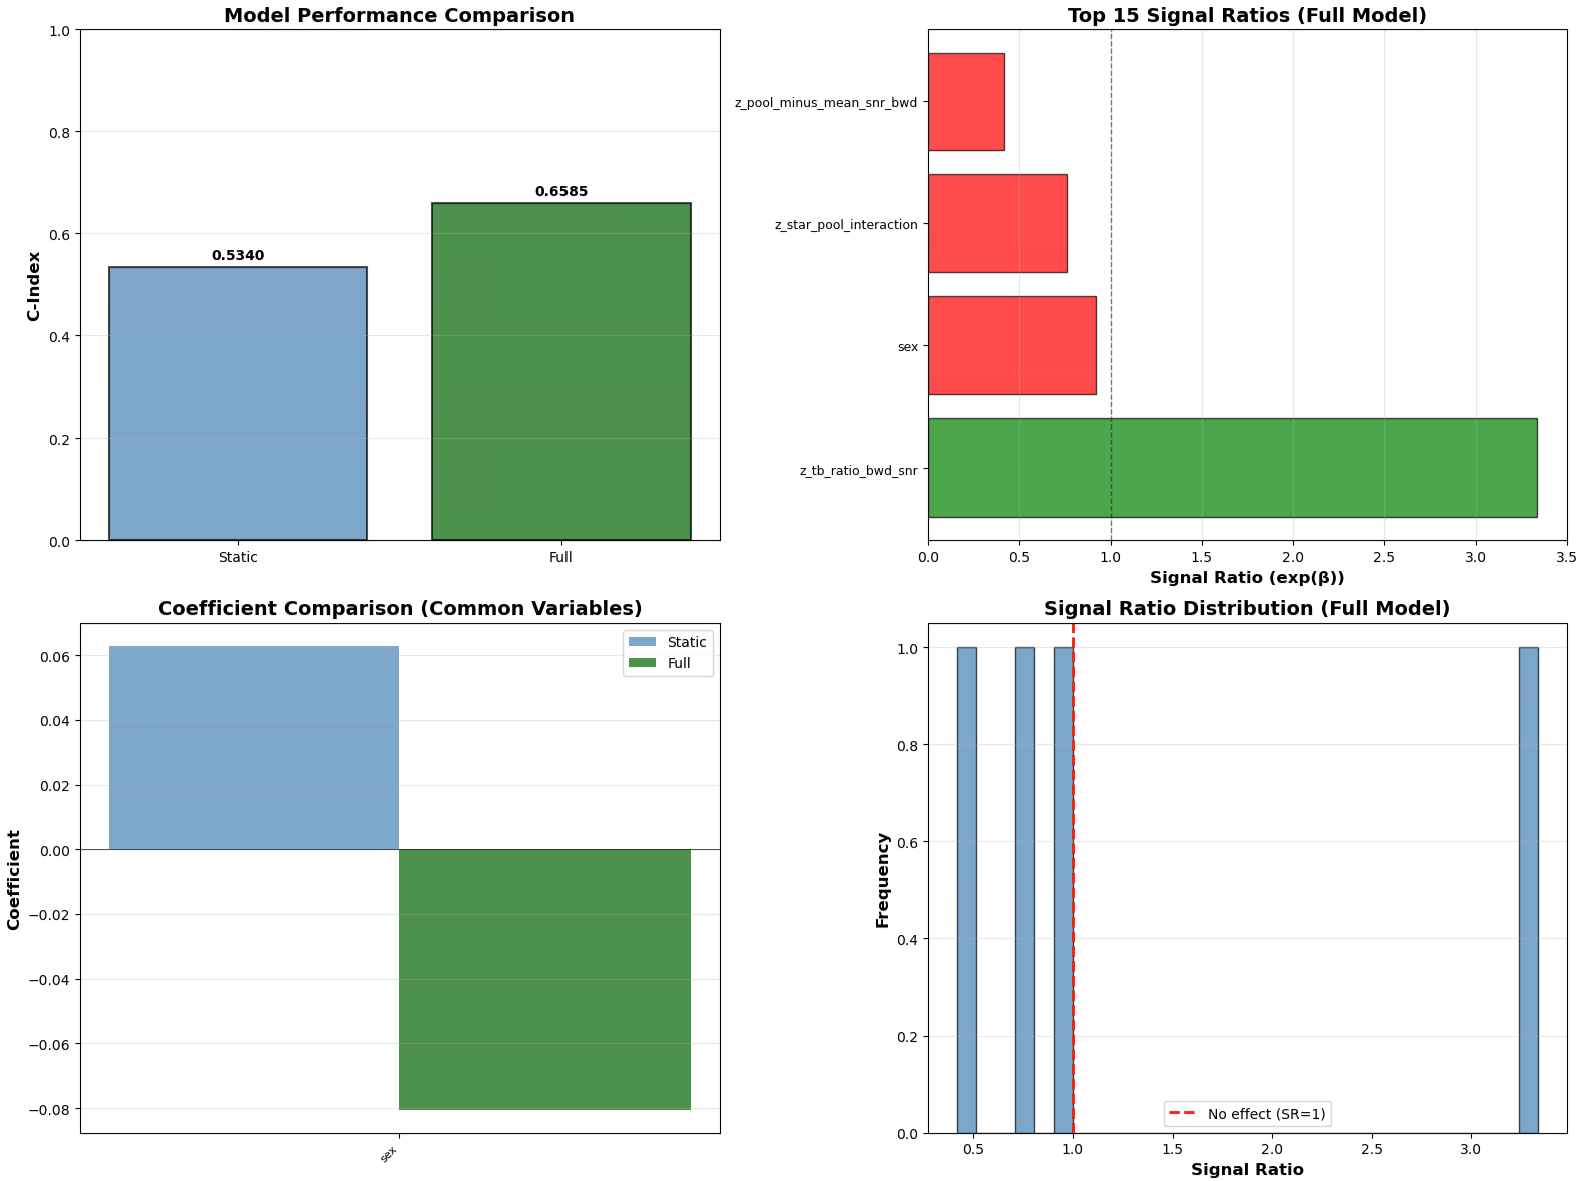 Model Performance Comparison
C-Index
1.0
0.8
0.6
0.4
0.2
0.0
0.5340
0.6585
Static
Full
Top 15 Signal Ratios (Full Model)
z_pool_minus_mean_snr_bwd
z_star_pool_interaction
sex
z_tb_ratio_bwd_snr
0.0
0.5
1.0
1.5
2.0
2.5
3.0
3.5
Signal Ratio (exp(β))
Coefficient Comparison (Common Variables)
Coefficient
0.06
0.04
0.02
0.00
−0.02
−0.04
−0.06
−0.08
Static
Full
sex
Signal Ratio Distribution (Full Model)
Frequency
1.0
0.8
0.6
0.4
0.2
0.0
No effect (SR=1)
0.5
1.0
1.5
2.0
2.5
3.0
Signal Ratio